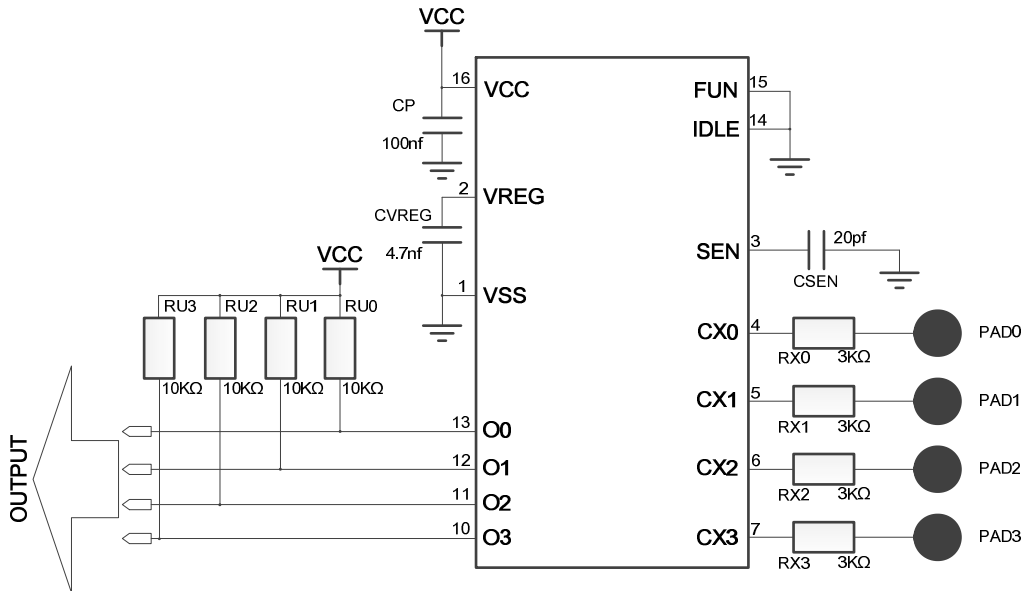 VCC
16 VCC
CP
100nf
2 VREG
CVREG
4.7nf
1 VSS
VCC
RU3 RU2 RU1 RU0
10KΩ 10KΩ 10KΩ 10KΩ
OUTPUT
13 O0
12 O1
11 O2
10 O3
FUN 15
IDLE 14
SEN 3
20pf
CSEN
CX0 4
RX0 3KΩ
PAD0
CX1 5
RX1 3KΩ
PAD1
CX2 6
RX2 3KΩ
PAD2
CX3 7
RX3 3KΩ
PAD3